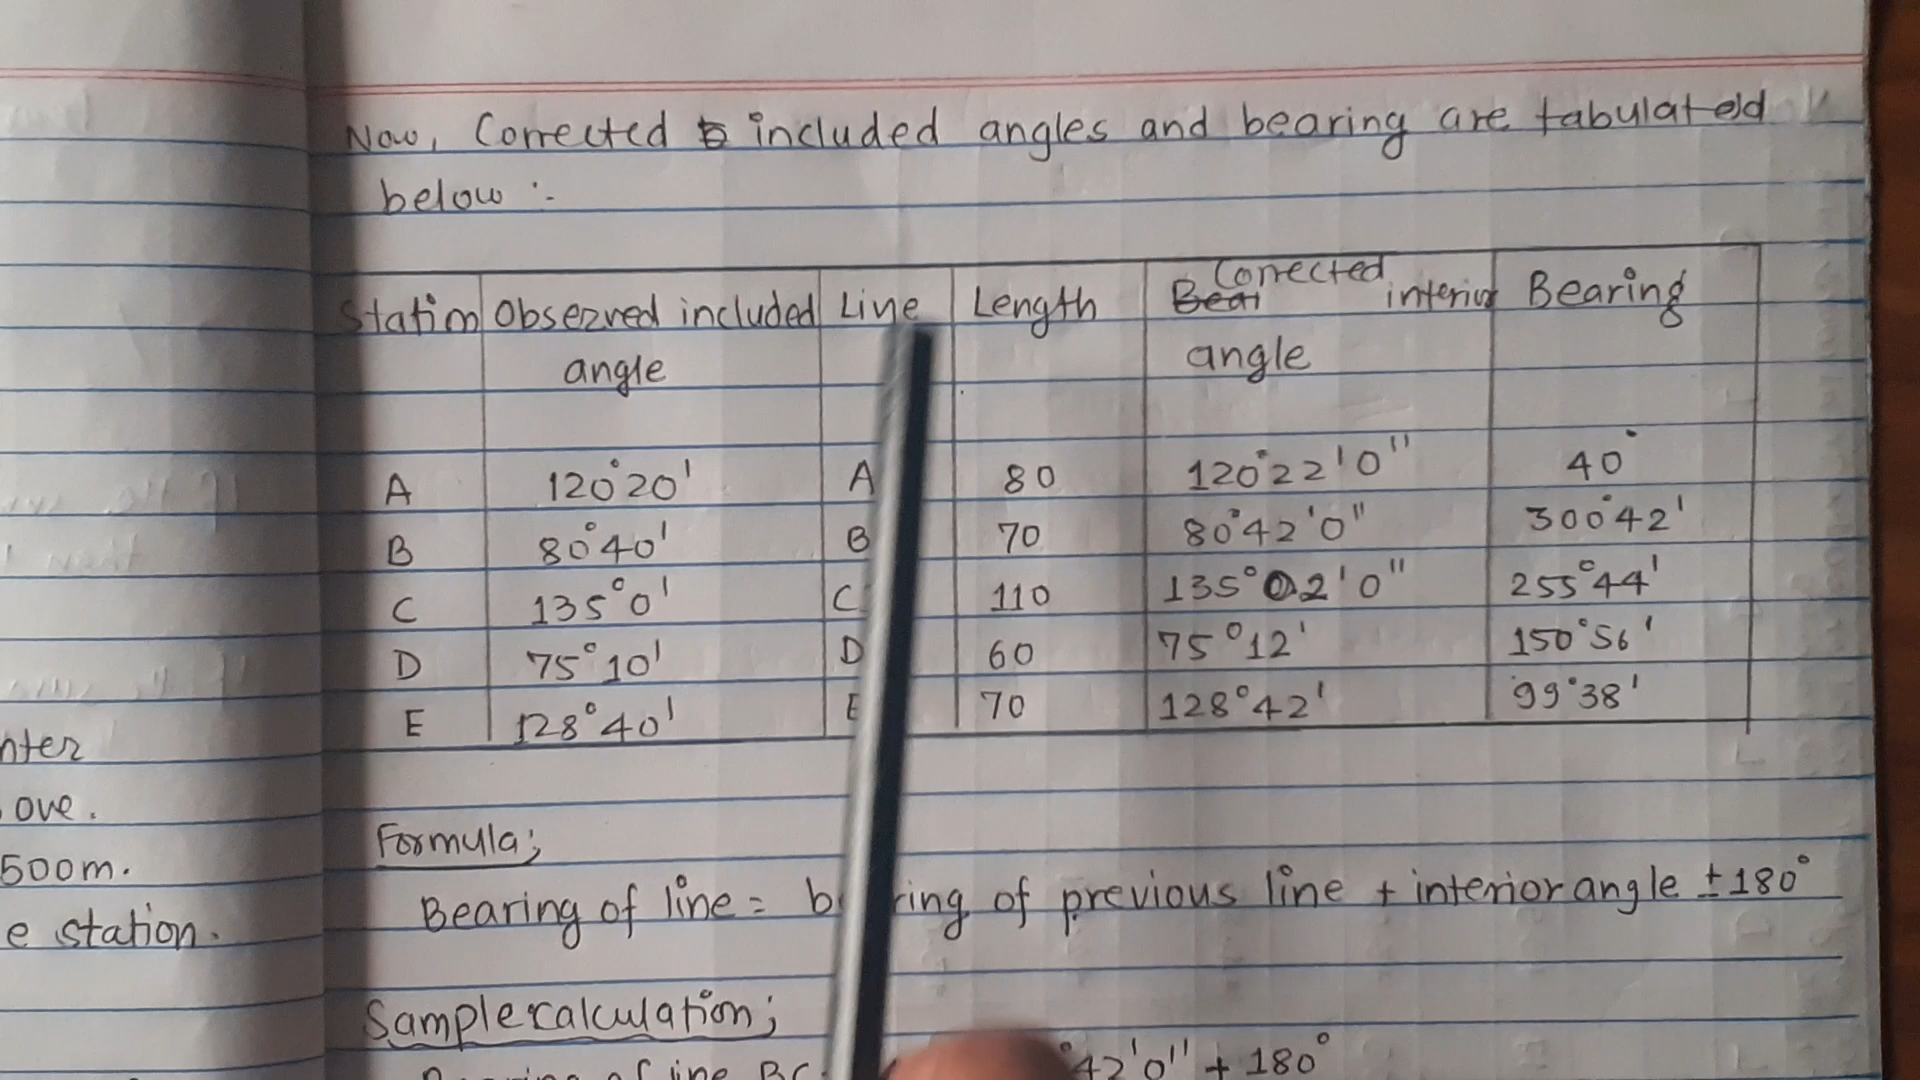 Now, Corrected included angles and bearing are tabulated
below :-
Station Observed included angle Line Length Corrected interior angle Bearing
A 120°20' A 80 120°22'0" 40°
B 80°40' B 70 80°42'0" 300°42'
C 135°0' C 110 135°02'0" 255°44'
D 75°10' D 60 75°12' 150°56'
E 128°40' E 70 128°42' 99°38'
nter
ove.
500m.
e station.
Formula;
Bearing of line = b ring of previous line + interior angle ± 180°
Sample calculation;
BC °42'0" + 180°